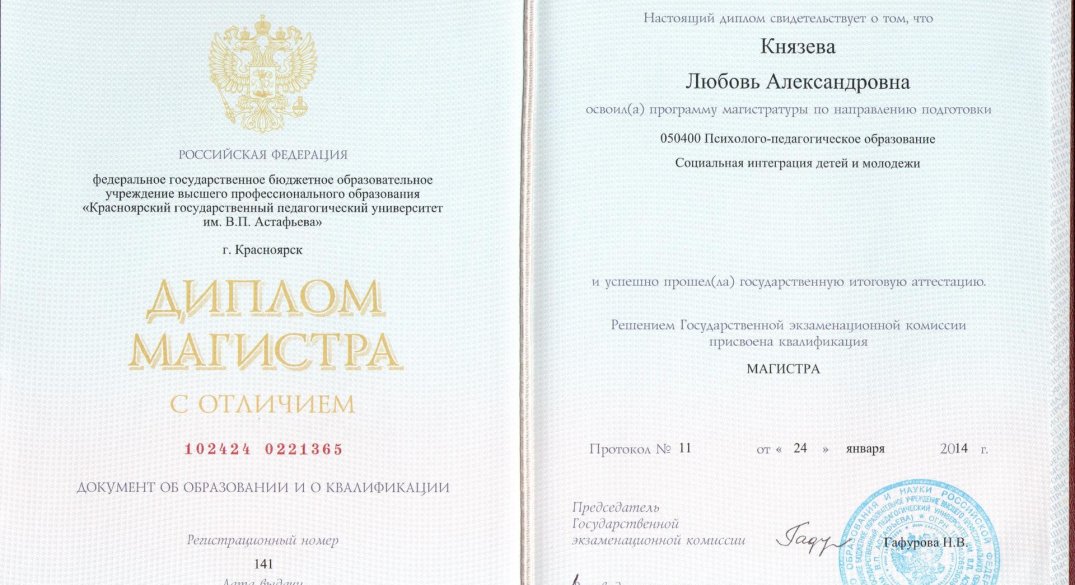 РОССИЙСКАЯ ФЕДЕРАЦИЯ
федеральное государственное бюджетное образовательное
учреждение высшего профессионального образования
«Красноярский государственный педагогический университет
им. В.П. Астафьева»
г. Красноярск
ДИПЛОМ
МАГИСТРА
С ОТЛИЧИЕМ
102424 0221365
ДОКУМЕНТ ОБ ОБРАЗОВАНИИ И О КВАЛИФИКАЦИИ
Регистрационный номер
141
Дата выдачи
Настоящий диплом свидетельствует о том, что
Князева
Любовь Александровна
освоил(а) программу магистратуры по направлению подготовки
050400 Психолого-педагогическое образование
Социальная интеграция детей и молодежи
и успешно прошел(ла) государственную итоговую аттестацию.
Решением Государственной экзаменационной комиссии
присвоена квалификация
МАГИСТРА
Протокол № 11 от « 24 » января 2014 г.
Председатель
Государственной
экзаменационной комиссии
Гафурова Н.В.